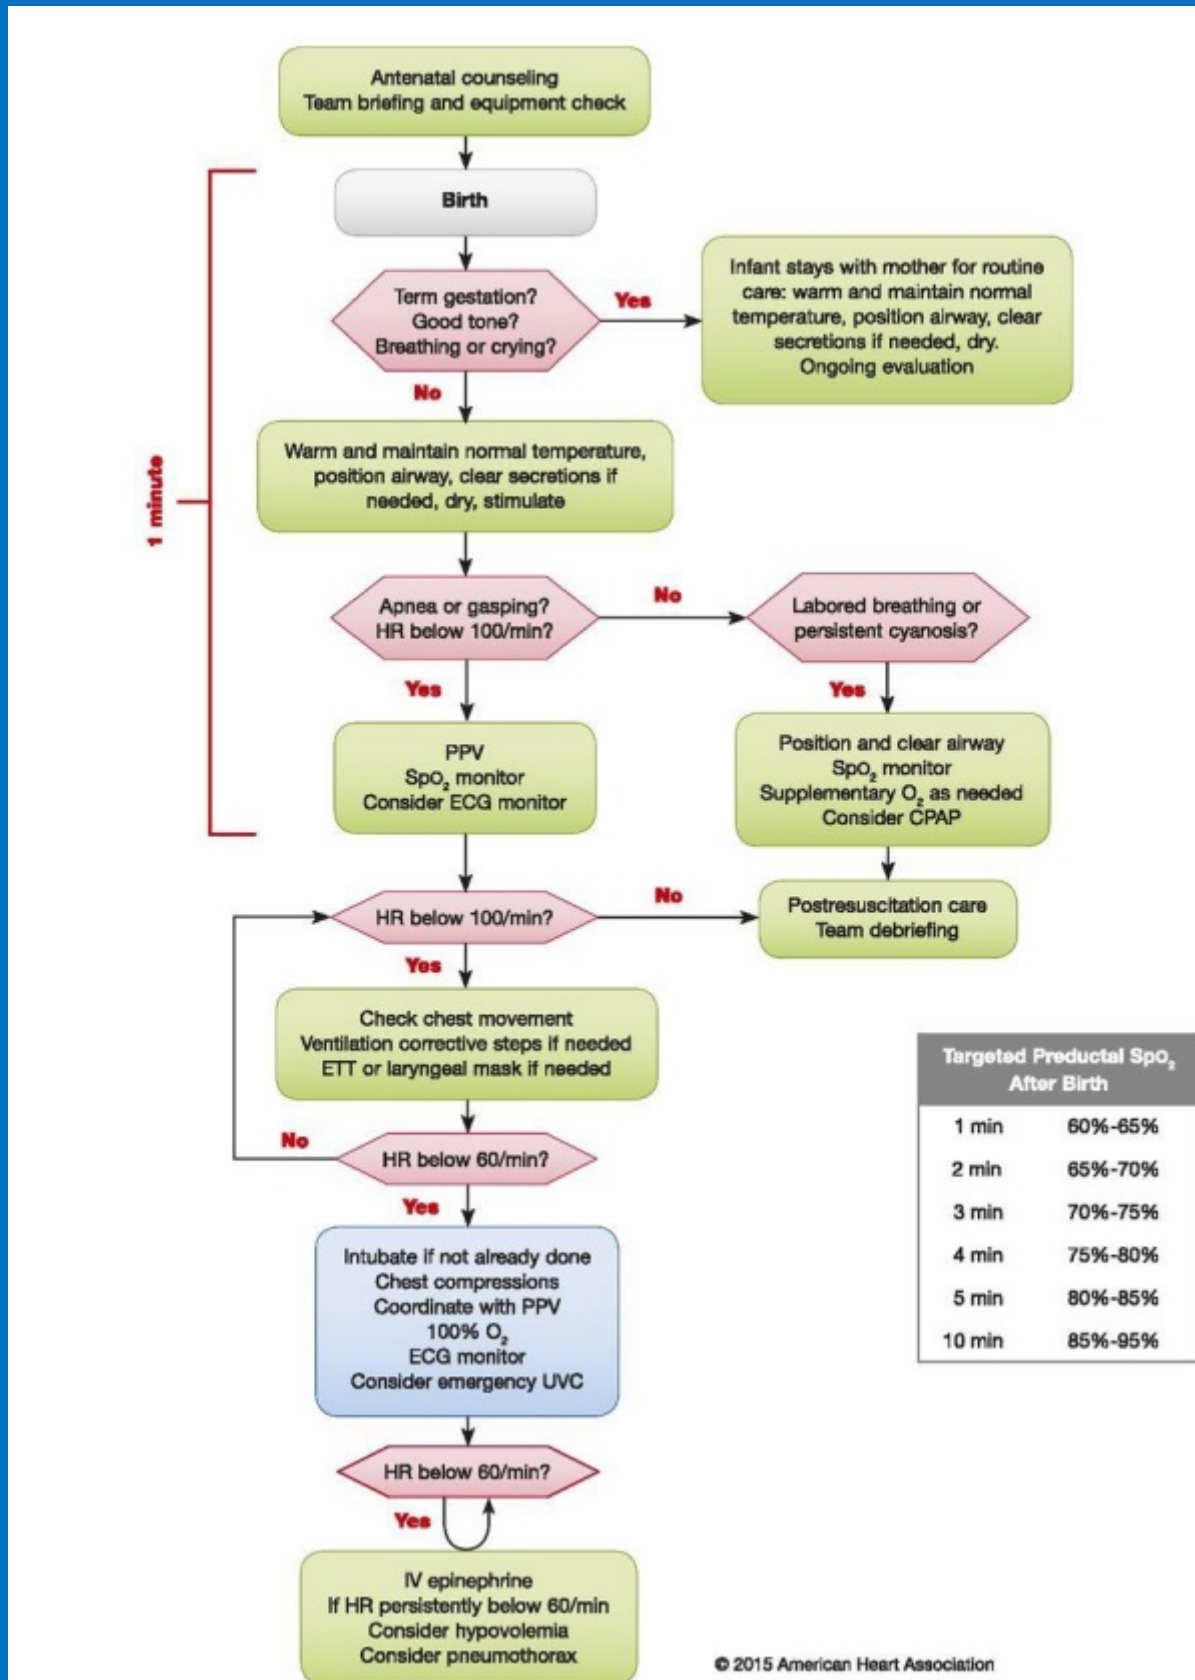 Antenatal counseling
Team briefing and equipment check
Birth
Term gestation?
Good tone?
Breathing or crying?
Yes
Infant stays with mother for routine
care: warm and maintain normal
temperature, position airway, clear
secretions if needed, dry.
Ongoing evaluation
No
1 minute
Warm and maintain normal temperature,
position airway, clear secretions if
needed, dry, stimulate
Apnea or gasping?
HR below 100/min?
No
Labored breathing or
persistent cyanosis?
Yes
Yes
PPV
SpO₂ monitor
Consider ECG monitor
Position and clear airway
SpO₂ monitor
Supplementary O₂ as needed
Consider CPAP
HR below 100/min?
No
Postresuscitation care
Team debriefing
Yes
Check chest movement
Ventilation corrective steps if needed
ETT or laryngeal mask if needed
No
HR below 60/min?
Yes
Intubate if not already done
Chest compressions
Coordinate with PPV
100% O₂
ECG monitor
Consider emergency UVC
HR below 60/min?
Yes
IV epinephrine
If HR persistently below 60/min
Consider hypovolemia
Consider pneumothorax
Targeted Preductal SpO₂
After Birth
1 min 60%-65%
2 min 65%-70%
3 min 70%-75%
4 min 75%-80%
5 min 80%-85%
10 min 85%-95%
© 2015 American Heart Association